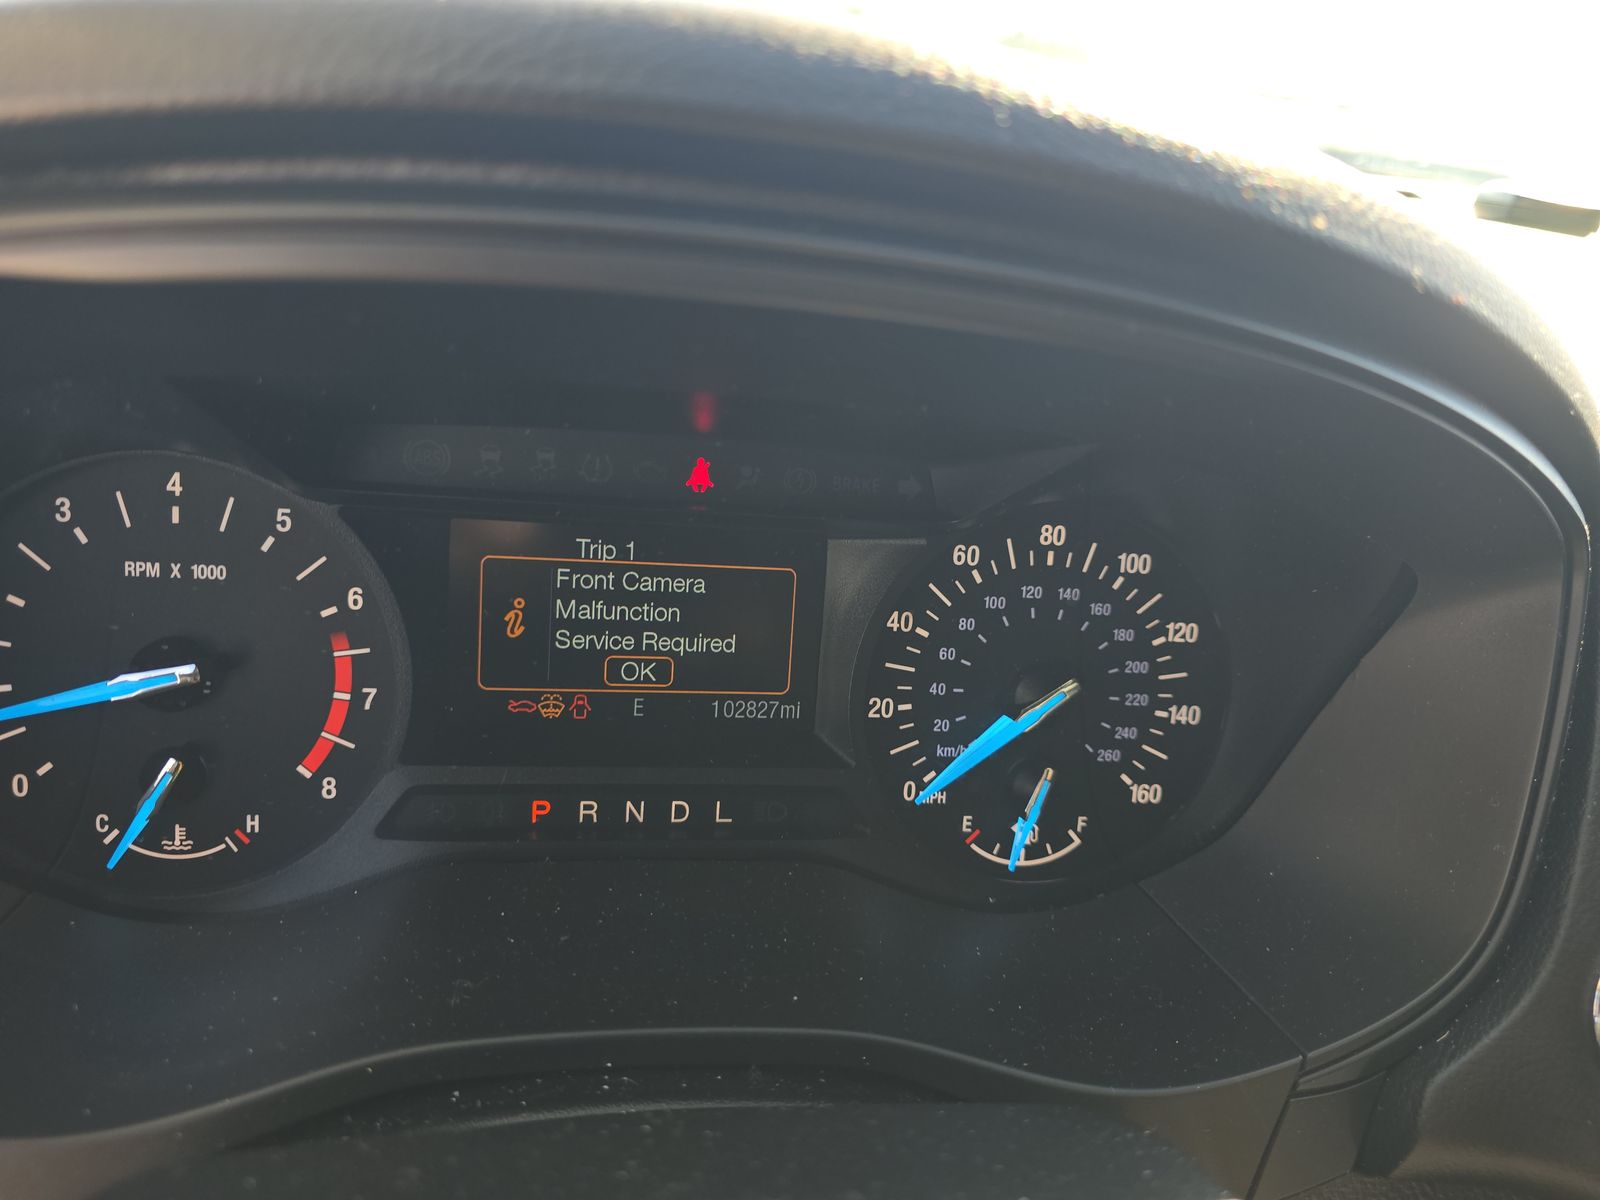 ABS
BRAKE
3
4
5
6
7
8
0
RPM X 1000
C
H
Trip 1
Front Camera
Malfunction
Service Required
OK
E
102827mi
P R N D L
0
20
40
60
80
100
120
140
160
MPH
20
40
60
80
100
120
140
160
180
200
220
240
260
km/h
E
F